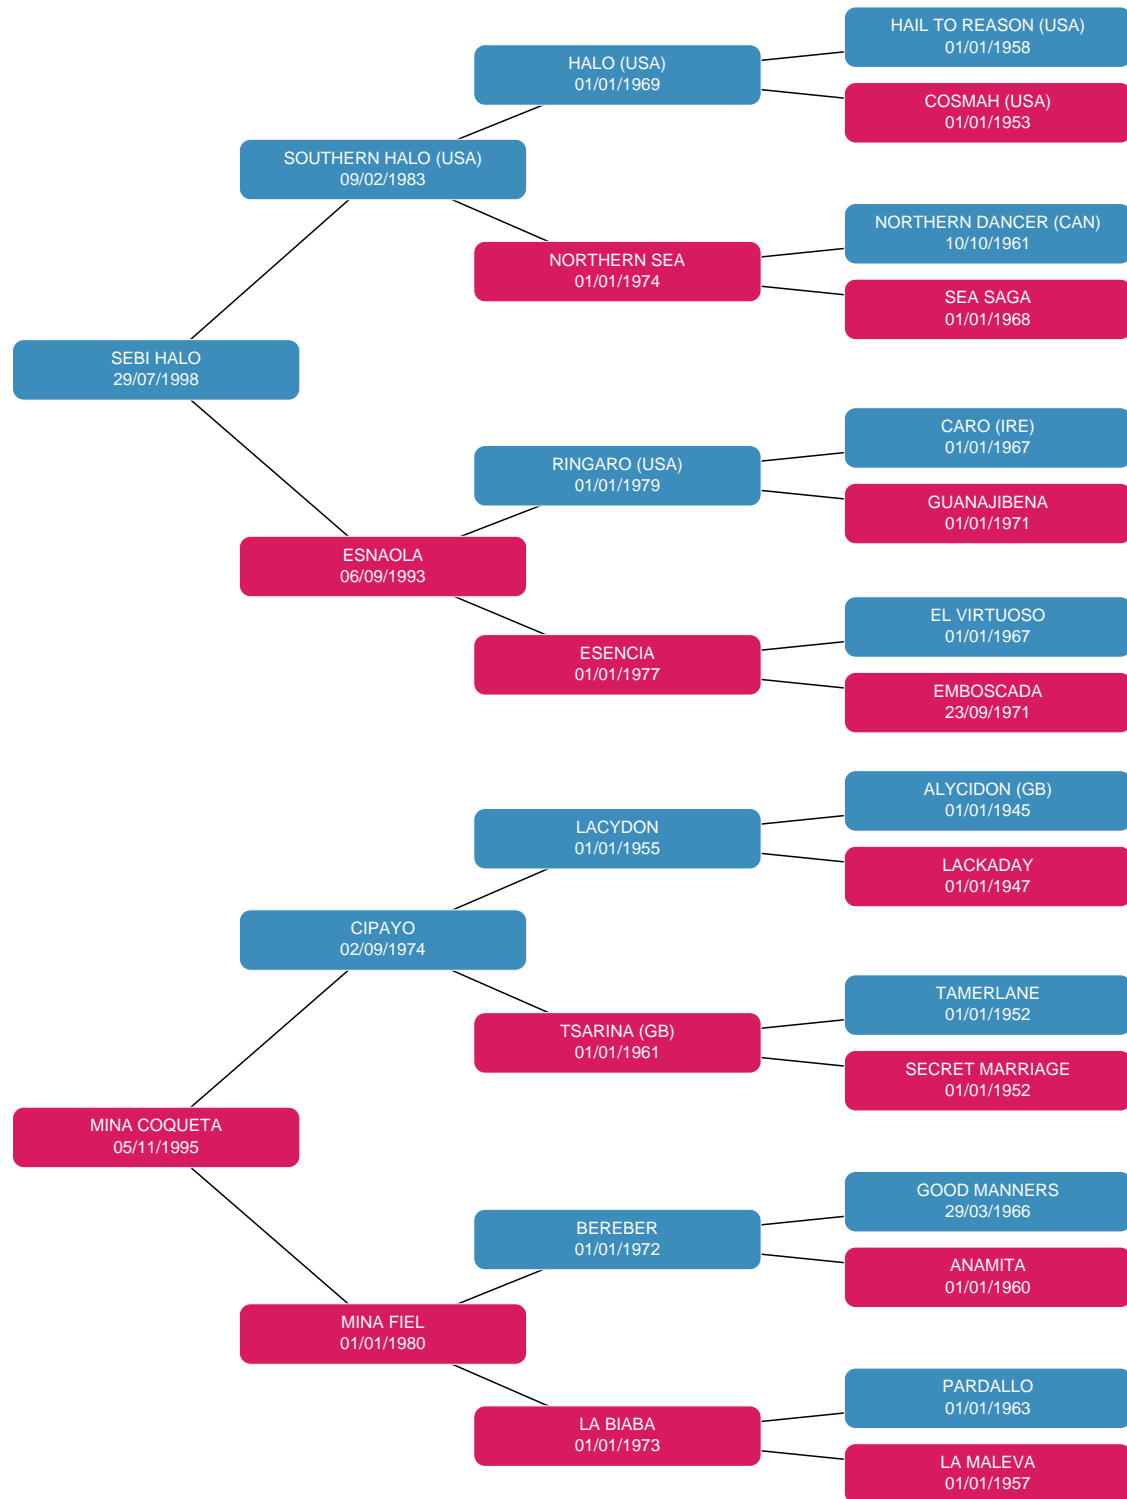 HAIL TO REASON (USA)
01/01/1958
HALO (USA)
01/01/1969
COSMAH (USA)
01/01/1953
SOUTHERN HALO (USA)
09/02/1983
NORTHERN DANCER (CAN)
10/10/1961
NORTHERN SEA
01/01/1974
SEA SAGA
01/01/1968
SEBI HALO
29/07/1998
CARO (IRE)
01/01/1967
RINGARO (USA)
01/01/1979
GUANAJIBENA
01/01/1971
ESNAOLA
06/09/1993
EL VIRTUOSO
01/01/1967
ESENCIA
01/01/1977
EMBOSCADA
23/09/1971
ALYCIDON (GB)
01/01/1945
LACYDON
01/01/1955
LACKADAY
01/01/1947
CIPAYO
02/09/1974
TAMERLANE
01/01/1952
TSARINA (GB)
01/01/1961
SECRET MARRIAGE
01/01/1952
MINA COQUETA
05/11/1995
GOOD MANNERS
29/03/1966
BEREBER
01/01/1972
ANAMITA
01/01/1960
MINA FIEL
01/01/1980
PARDALLO
01/01/1963
LA BIABA
01/01/1973
LA MALEVA
01/01/1957